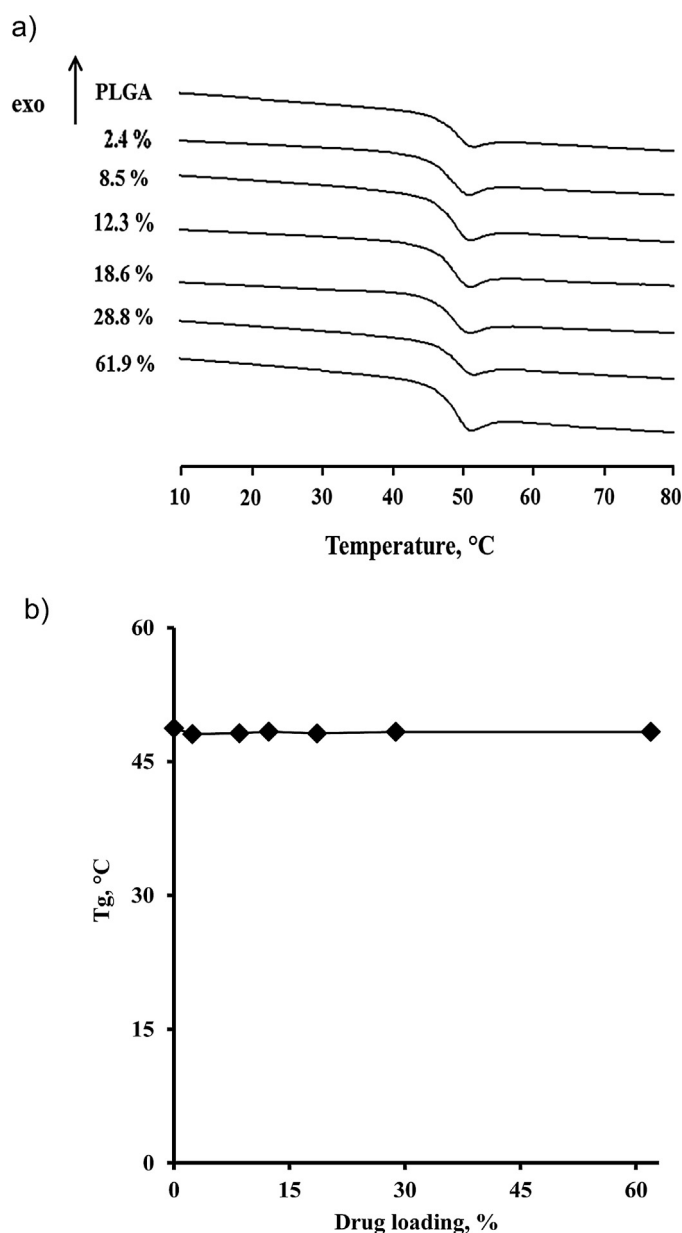 a)
exo
PLGA
2.4 %
8.5 %
12.3 %
18.6 %
28.8 %
61.9 %
10 20 30 40 50 60 70 80
Temperature, °C
b)
60
45
30
15
0
Tg, °C
0 15 30 45 60
Drug loading, %